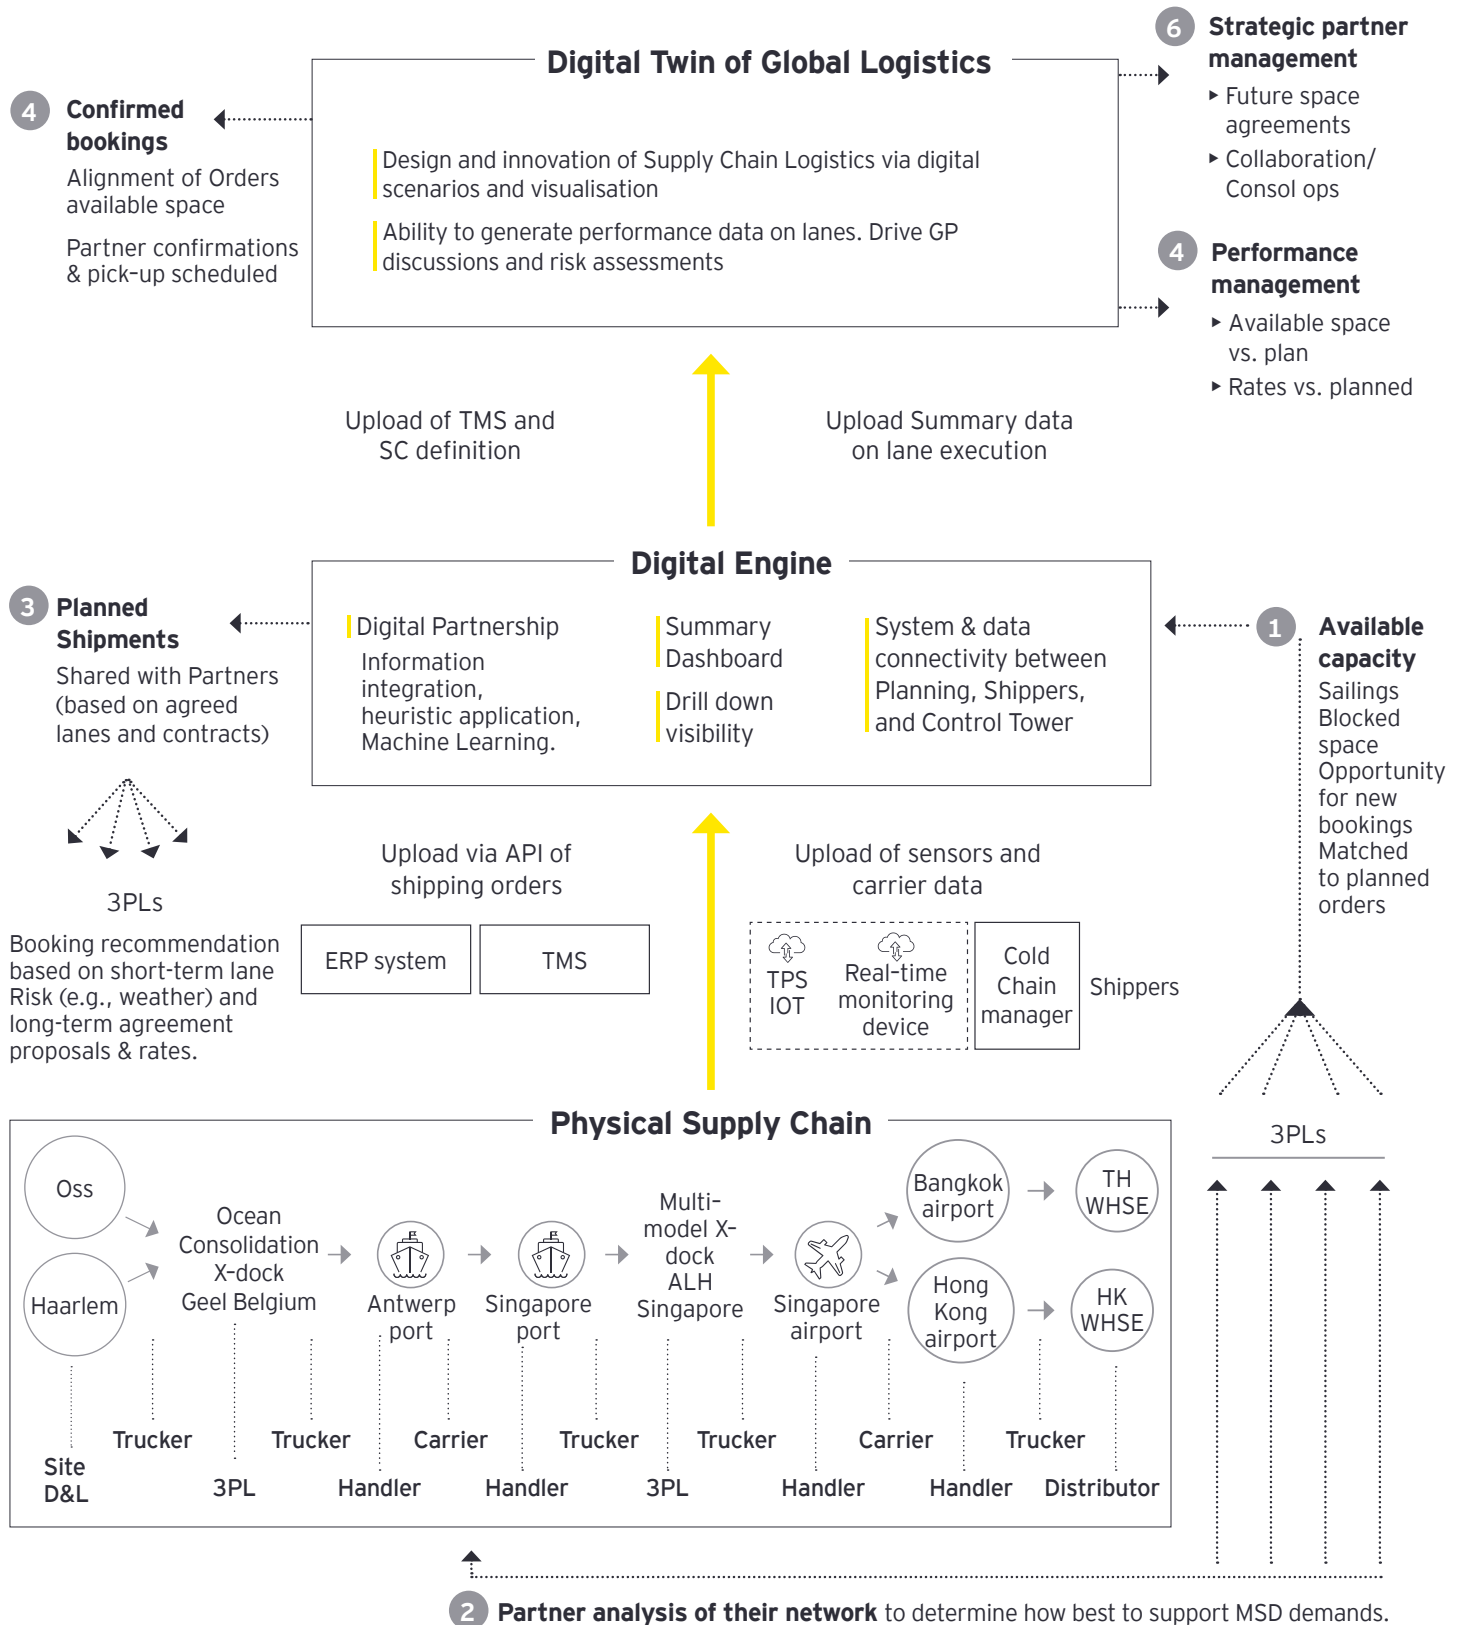 Digital Twin of Global Logistics
Design and innovation of Supply Chain Logistics via digital
scenarios and visualisation
Ability to generate performance data on lanes. Drive GP
discussions and risk assessments
4
Confirmed
bookings
Alignment of Orders
available space
Partner confirmations
& pick-up scheduled
6
Strategic partner
management
▸ Future space
agreements
▸ Collaboration/
Consol ops
4
Performance
management
▸ Available space
vs. plan
▸ Rates vs. planned
Upload of TMS and
SC definition
Upload Summary data
on lane execution
Digital Engine
Digital Partnership
Information
integration,
heuristic application,
Machine Learning.
Summary
Dashboard
Drill down
visibility
System & data
connectivity between
Planning, Shippers,
and Control Tower
3
Planned
Shipments
Shared with Partners
(based on agreed
lanes and contracts)
3PLs
Booking recommendation
based on short-term lane
Risk (e.g., weather) and
long-term agreement
proposals & rates.
1
Available
capacity
Sailings
Blocked
space
Opportunity
for new
bookings
Matched
to planned
orders
3PLs
Upload via API of
shipping orders
ERP system
TMS
Upload of sensors and
carrier data
TPS
IOT
Real-time
monitoring
device
Cold
Chain
manager
Shippers
Physical Supply Chain
Oss
Haarlem
Ocean
Consolidation
X-dock
Geel Belgium
Antwerp
port
Singapore
port
Multi-
model X-
dock
ALH
Singapore
Singapore
airport
Bangkok
airport
Hong
Kong
airport
TH
WHSE
HK
WHSE
Trucker
Trucker
Carrier
Trucker
Trucker
Carrier
Trucker
Site
D&L
3PL
Handler
Handler
3PL
Handler
Handler
Distributor
2
Partner analysis of their network to determine how best to support MSD demands.